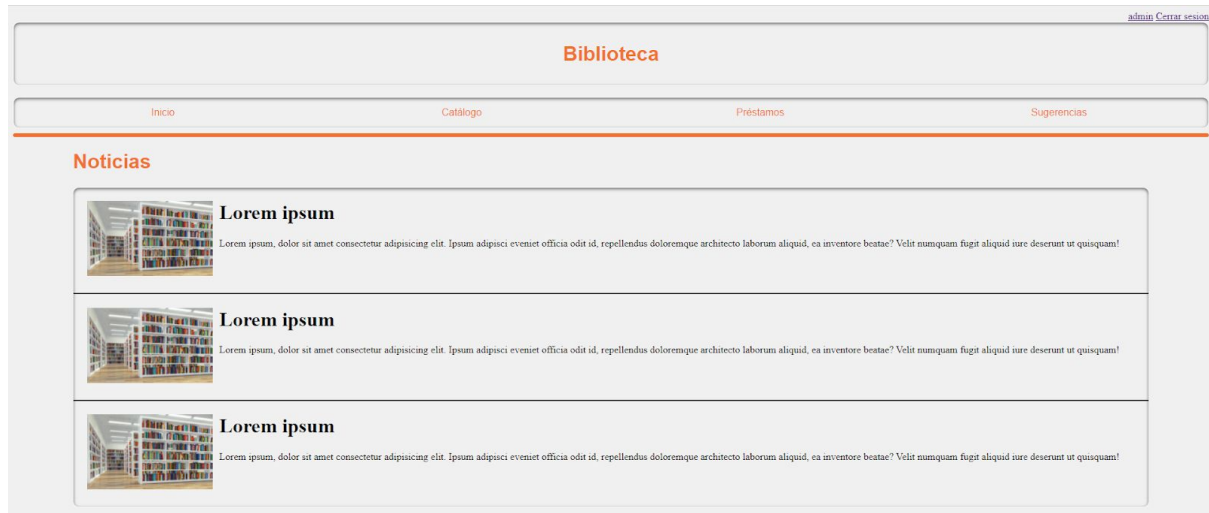 admin Cerrar sesion
Biblioteca
Inicio Catálogo Préstamos Sugerencias
Noticias
Lorem ipsum
Lorem ipsum, dolor sit amet consectetur adipisicing elit. Ipsum adipisci eveniet officia odit id, repellendus doloremque architecto laborum aliquid, ea inventore beatae? Velit numquam fugit aliquid iure deserunt ut quisquam!
Lorem ipsum
Lorem ipsum, dolor sit amet consectetur adipisicing elit. Ipsum adipisci eveniet officia odit id, repellendus doloremque architecto laborum aliquid, ea inventore beatae? Velit numquam fugit aliquid iure deserunt ut quisquam!
Lorem ipsum
Lorem ipsum, dolor sit amet consectetur adipisicing elit. Ipsum adipisci eveniet officia odit id, repellendus doloremque architecto laborum aliquid, ea inventore beatae? Velit numquam fugit aliquid iure deserunt ut quisquam!